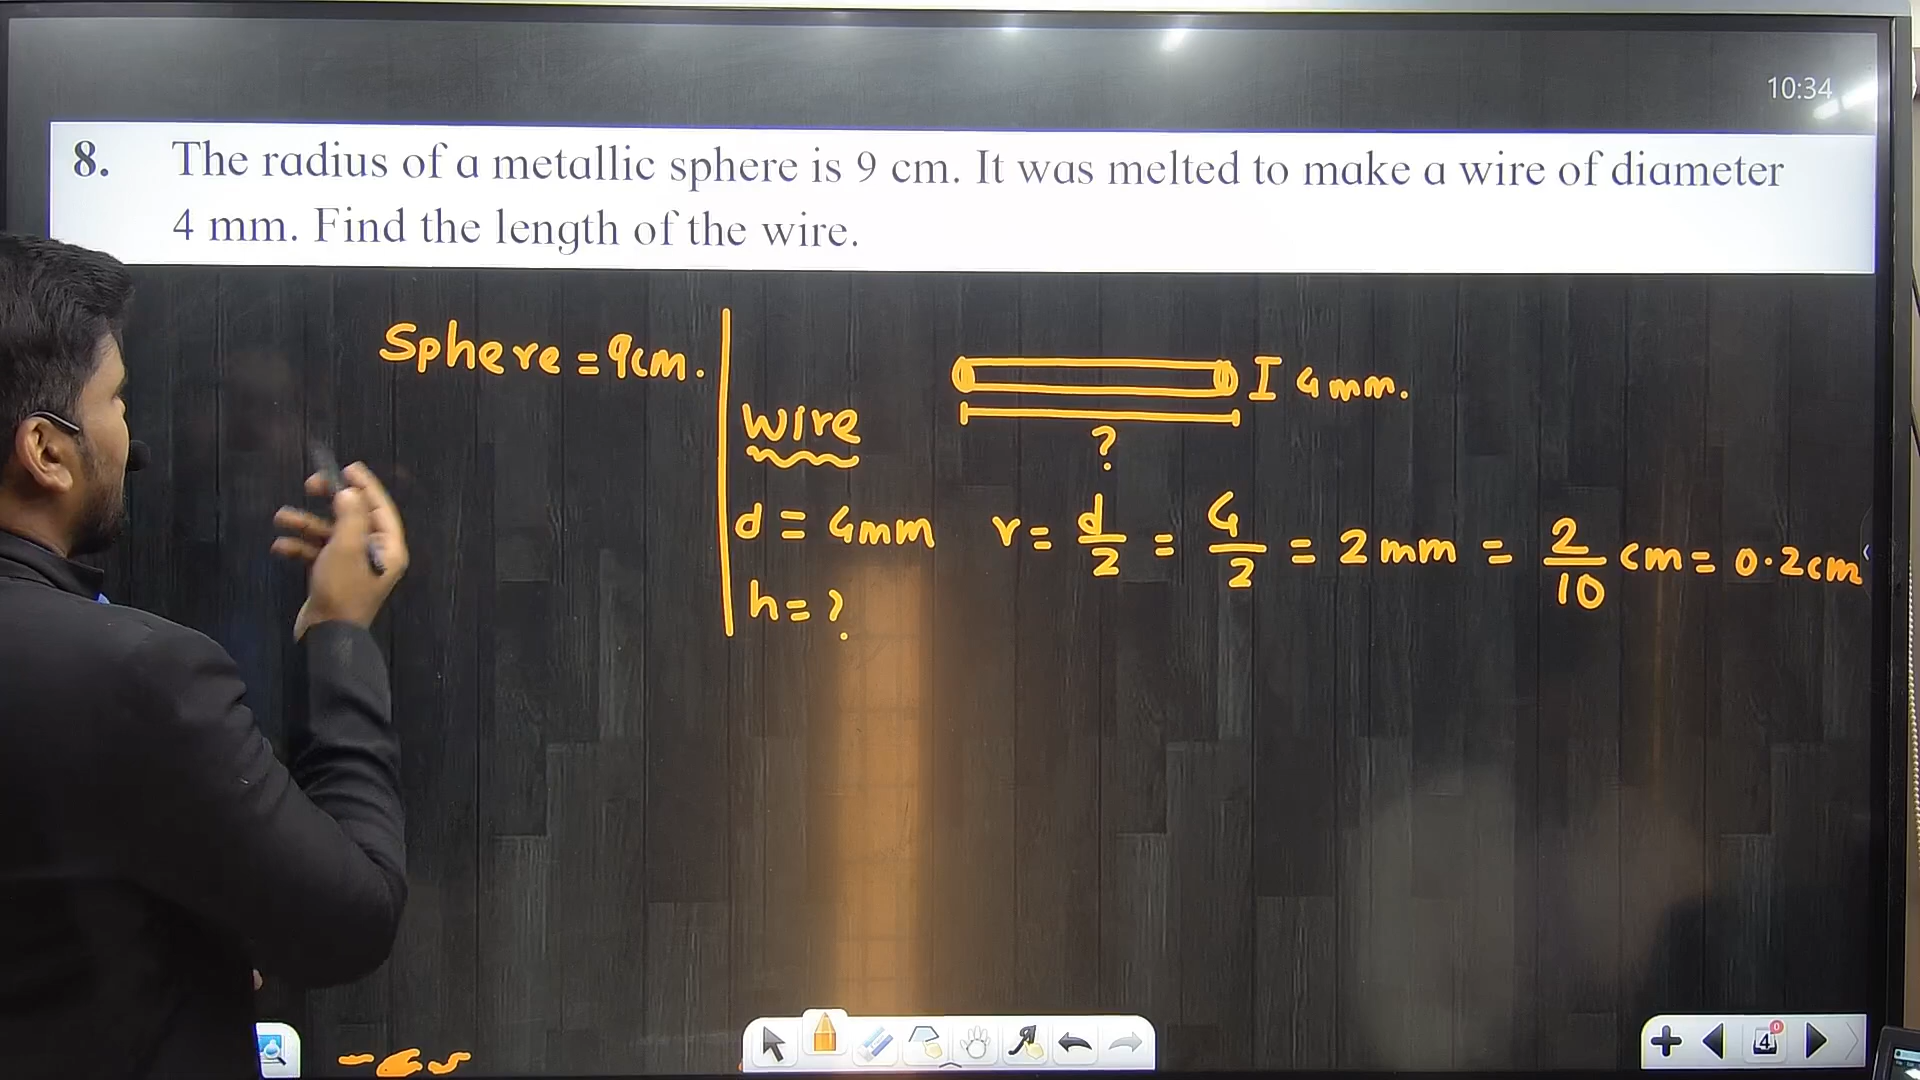 10:34
8. The radius of a metallic sphere is 9 cm. It was melted to make a wire of diameter
4 mm. Find the length of the wire.
Sphere = 9cm.
I 4mm.
wire
?
d = 4mm r = d/2 = 4/2 = 2mm = 2/10 cm = 0.2cm
h = ?
4
0